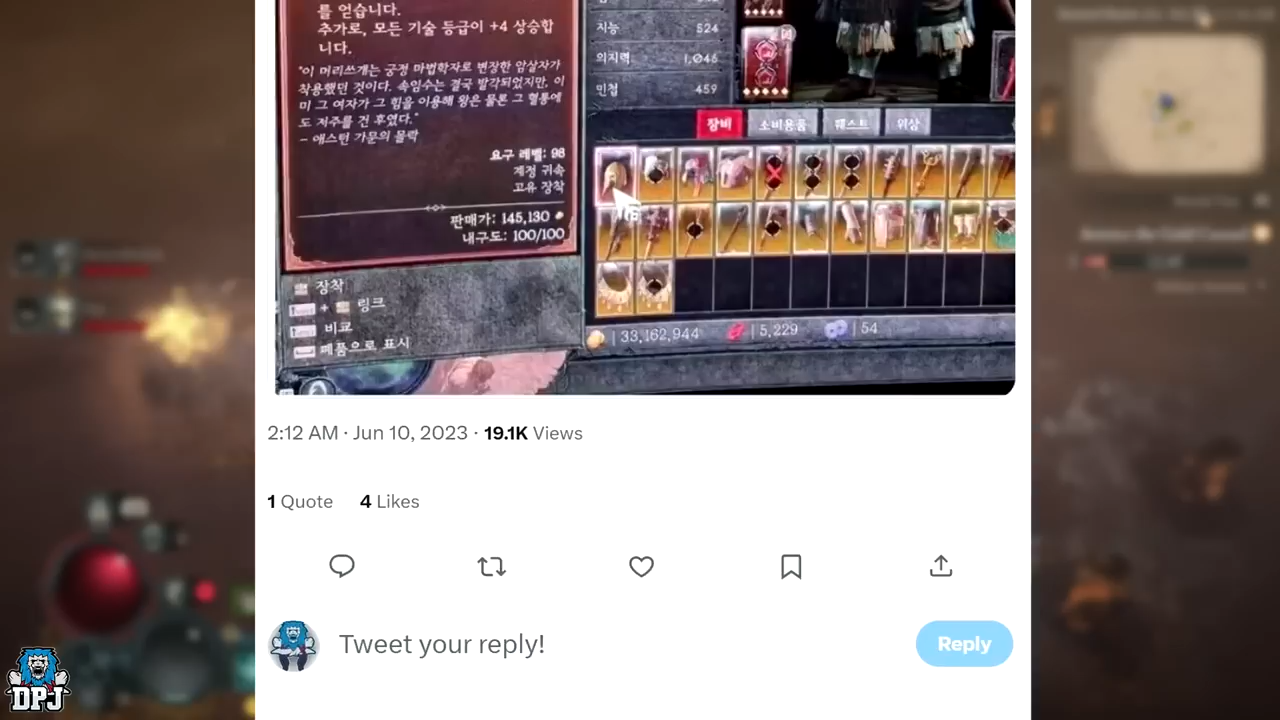 를 얻습니다.
추가로, 모든 기술 등급이 +4 상승합
니다.
"이 머리쓰개는 궁정 마법학자로 변장한 암살자가
착용했던 것이다. 속임수는 결국 발각되었지만, 이
미 그 여자가 그 힘을 이용해 왕은 물론 그 혈통에
도 저주를 건 후였다."
– 애스턴 가문의 몰락
요구 레벨: 98
계정 귀속
고유 장착
판매가: 145,130
내구도: 100/100
장착
+ 링크
비교
폐품으로 표시
지능 524
의지력 1,046
민첩 459
장비 소비용품 퀘스트 위상
33,162,944 5,229 54
2:12 AM · Jun 10, 2023 · 19.1K Views
1 Quote 4 Likes
Tweet your reply!
Reply
DPJ